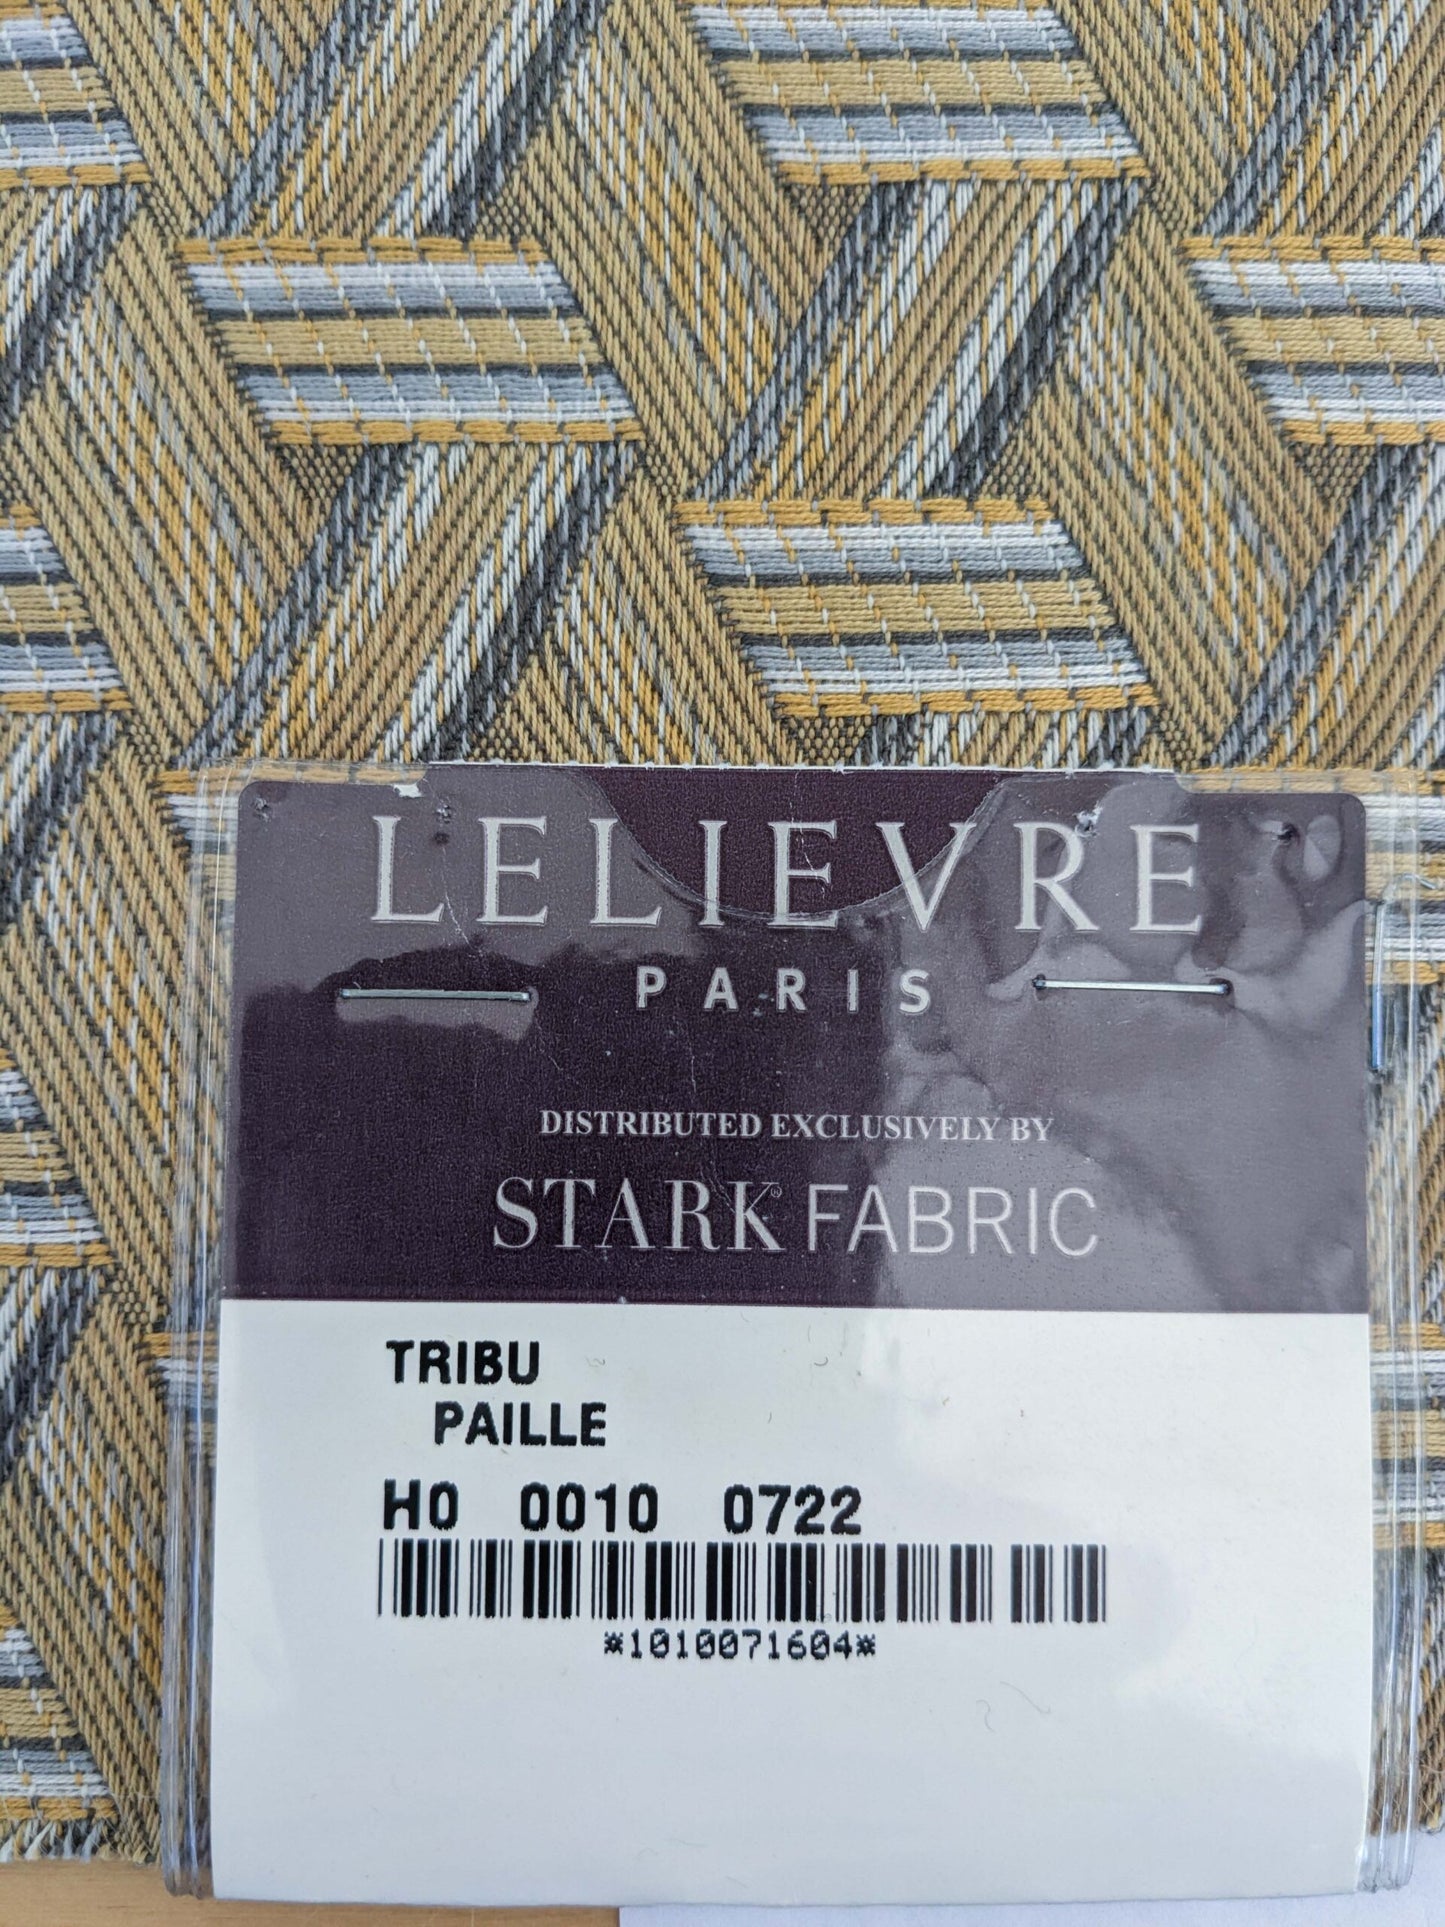 LELIEVRE
PARIS
DISTRIBUTED EXCLUSIVELY BY
STARK® FABRIC
TRIBU
PAILLE
H0 0010 0722
*1010071604*